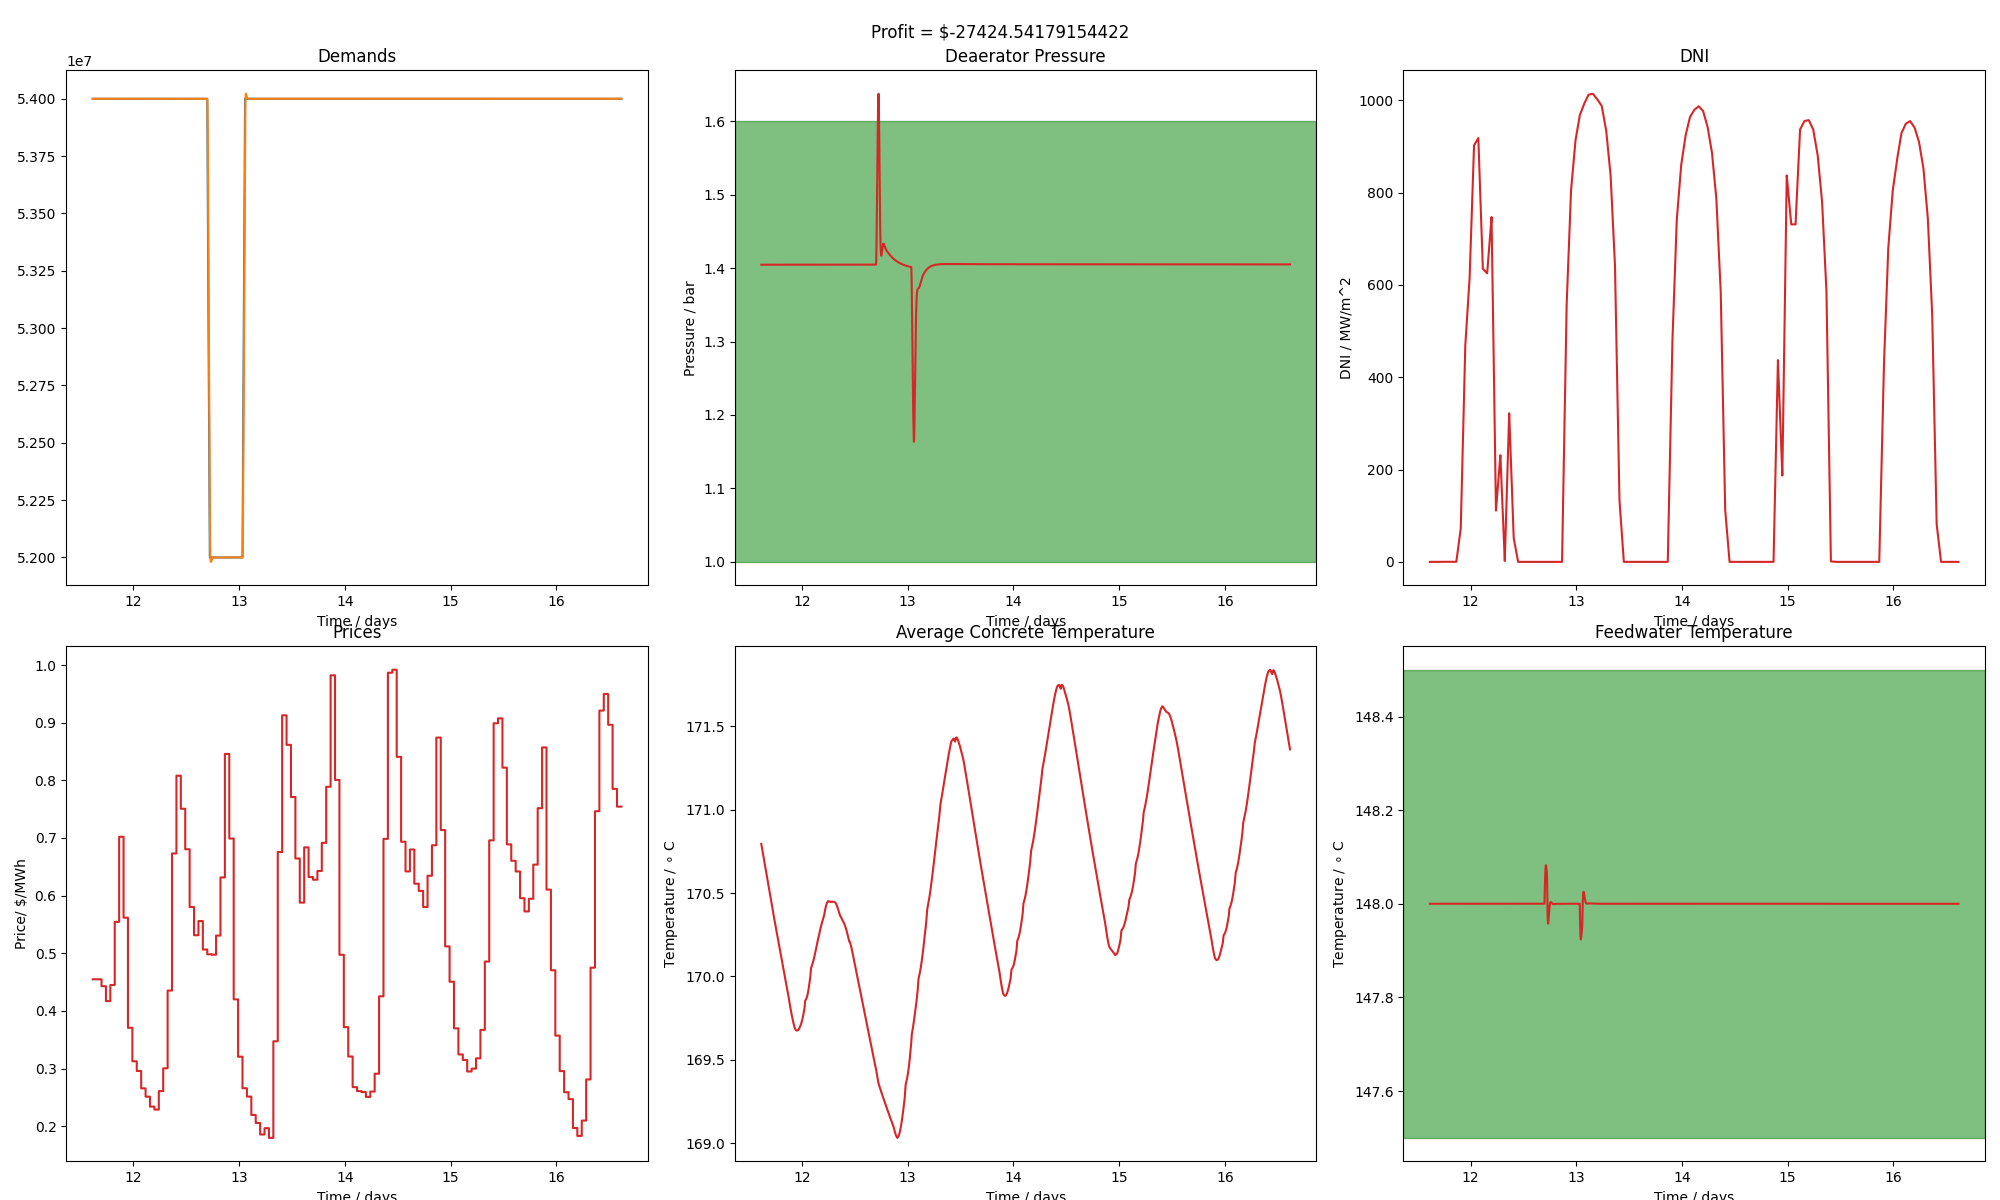 Profit = $-27424.54179154422
Demands
1e7
5.400
5.375
5.350
5.325
5.300
5.275
5.250
5.225
5.200
12 13 14 15 16
Time / days
Deaerator Pressure
Pressure / bar
1.6
1.5
1.4
1.3
1.2
1.1
1.0
12 13 14 15 16
Time / days
DNI
DNI / MW/m^2
1000
800
600
400
200
0
12 13 14 15 16
Time / days
Prices
Price/ $/MWh
1.0
0.9
0.8
0.7
0.6
0.5
0.4
0.3
0.2
12 13 14 15 16
Time / days
Average Concrete Temperature
Temperature / ∘ C
171.5
171.0
170.5
170.0
169.5
169.0
12 13 14 15 16
Time / days
Feedwater Temperature
Temperature / ∘ C
148.4
148.2
148.0
147.8
147.6
12 13 14 15 16
Time / days